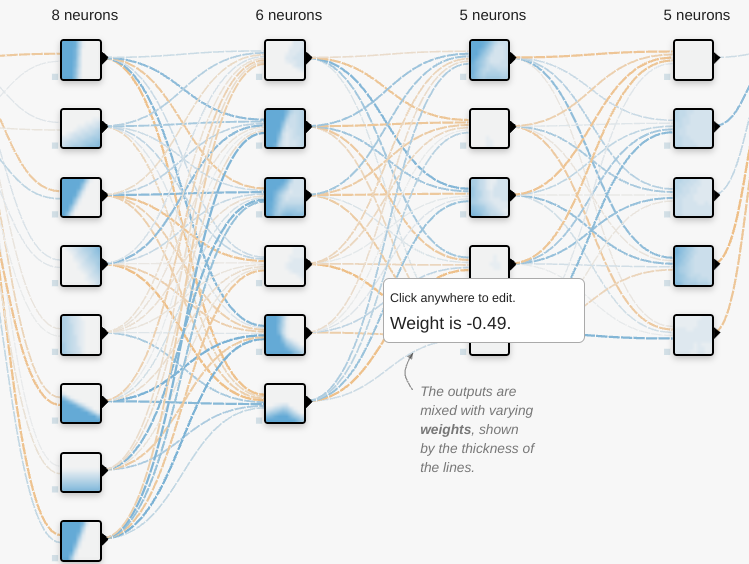 8 neurons
6 neurons
5 neurons
5 neurons
Click anywhere to edit.
Weight is -0.49.
The outputs are
mixed with varying
weights, shown
by the thickness of
the lines.